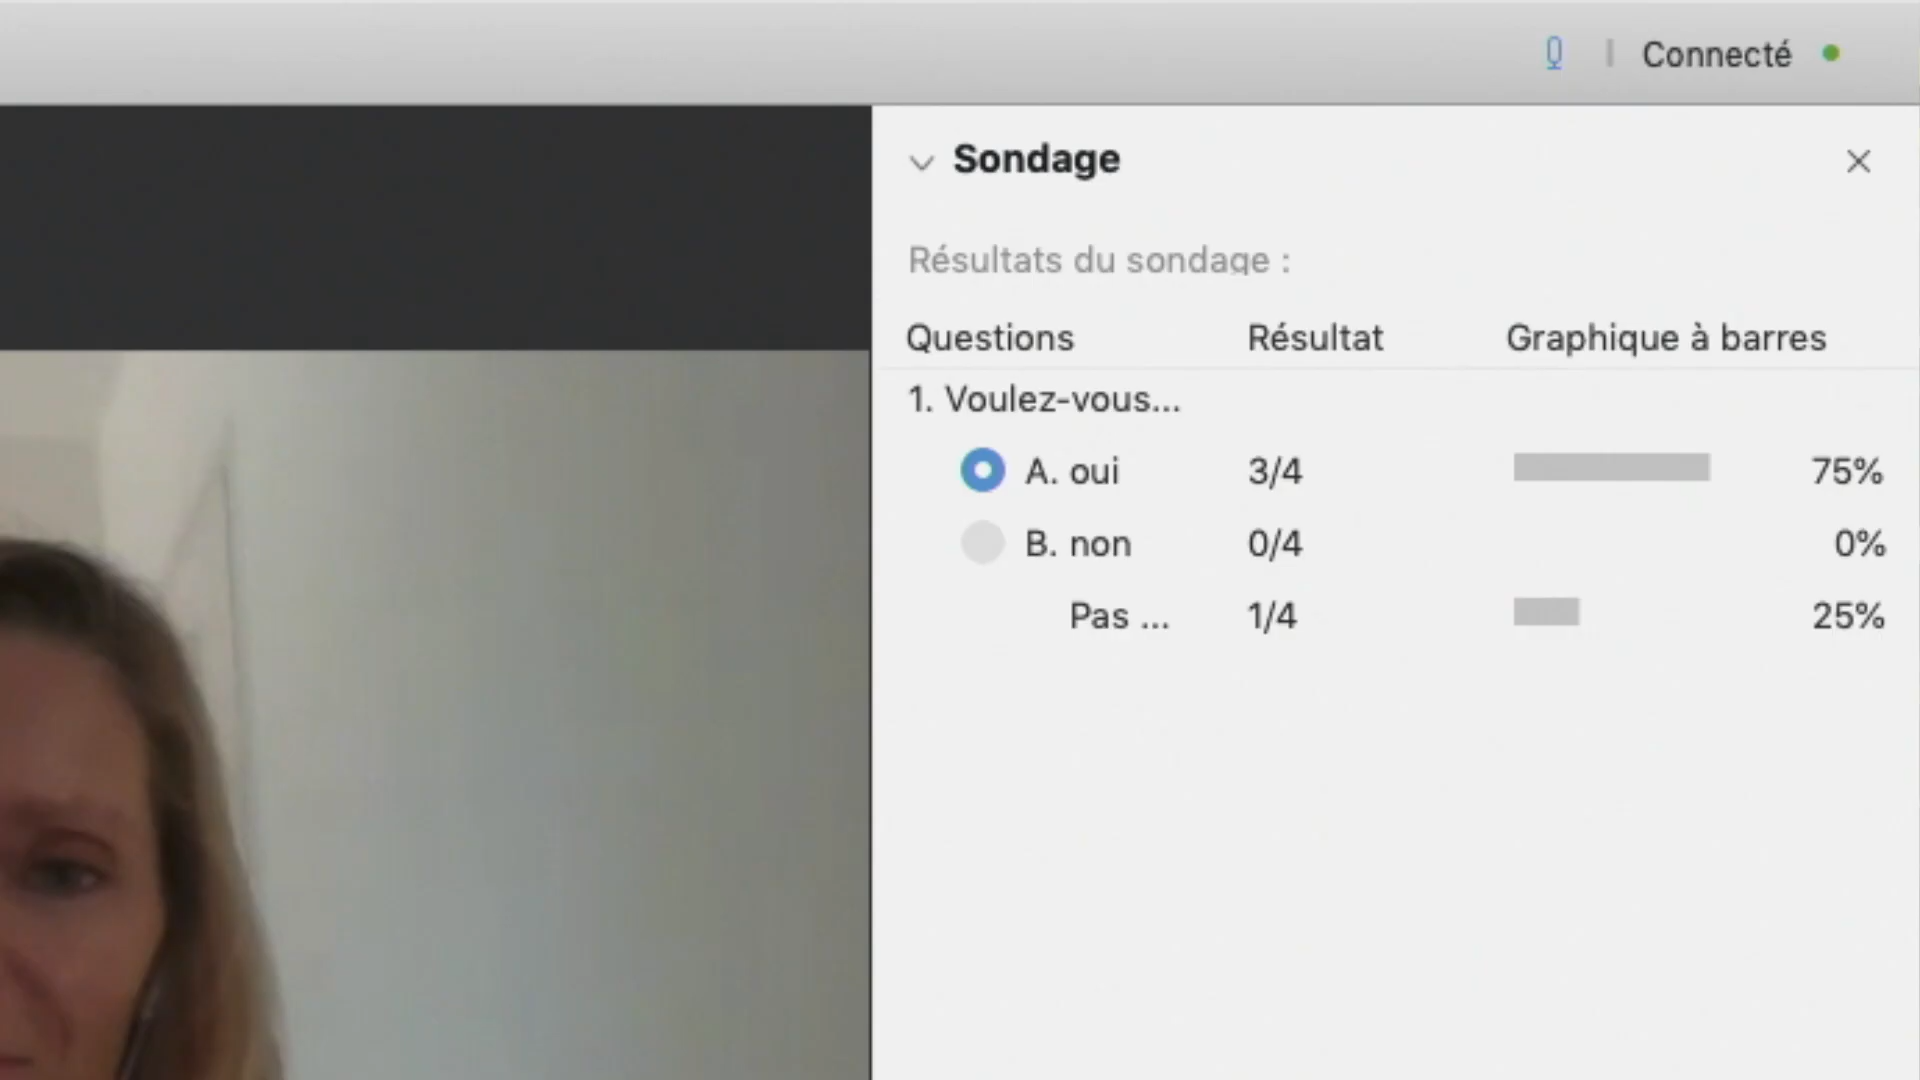 Connecté
Sondage
Résultats du sondage :
Questions Résultat Graphique à barres
1. Voulez-vous...
A. oui 3/4 75%
B. non 0/4 0%
Pas ... 1/4 25%